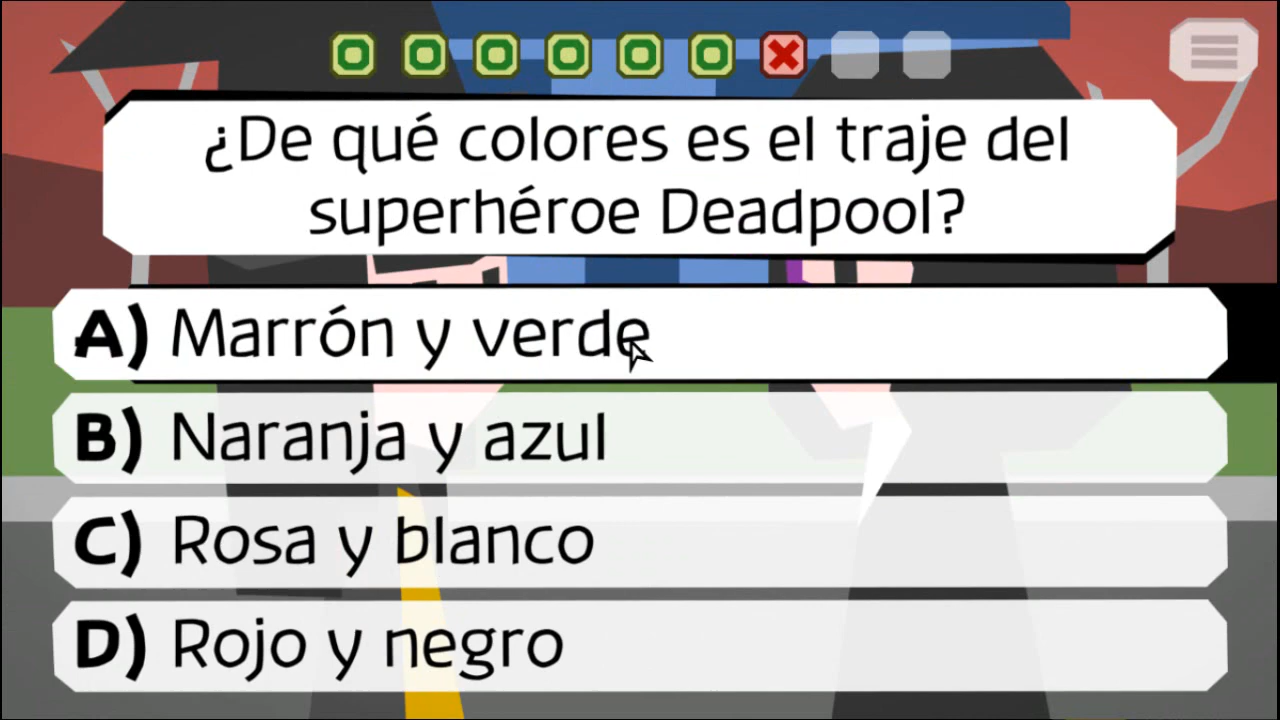 ¿De qué colores es el traje del
superhéroe Deadpool?
A) Marrón y verde
B) Naranja y azul
C) Rosa y blanco
D) Rojo y negro